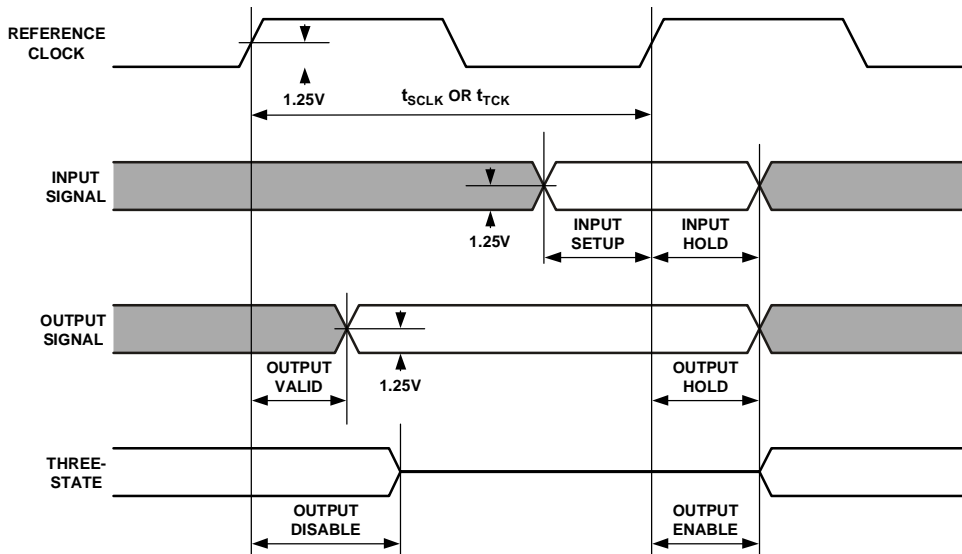 REFERENCE
CLOCK
1.25V
tSCLK OR tTCK
INPUT
SIGNAL
1.25V
INPUT
SETUP
INPUT
HOLD
OUTPUT
SIGNAL
OUTPUT
VALID
1.25V
OUTPUT
HOLD
THREE-
STATE
OUTPUT
DISABLE
OUTPUT
ENABLE